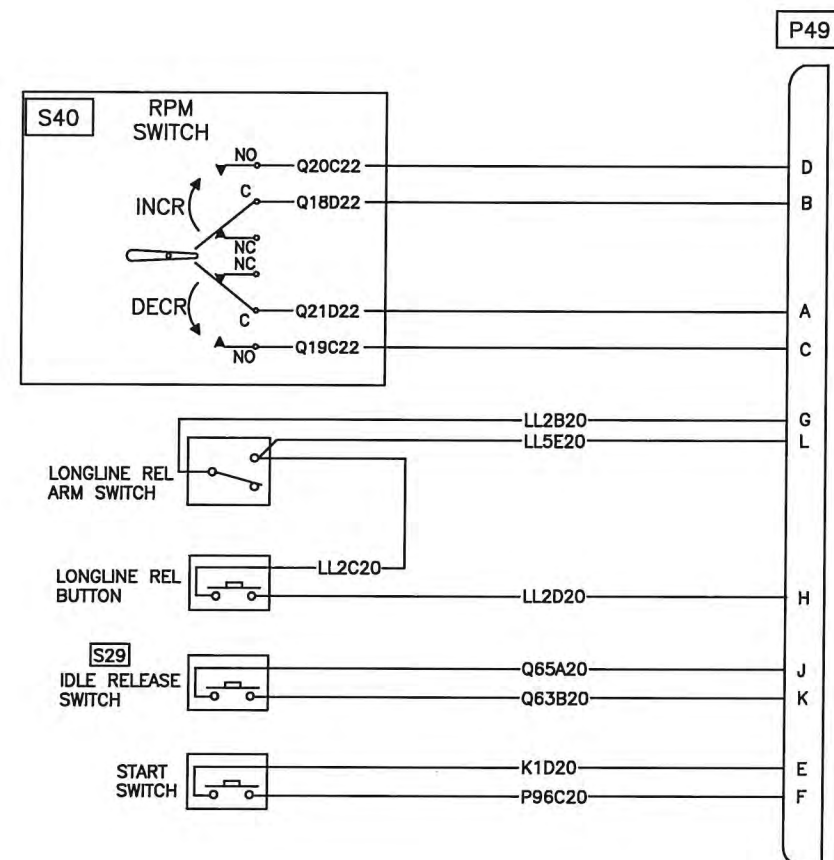 P49
S40
RPM
SWITCH
NO
Q20C22
D
C
Q18D22
B
INCR
NC
NC
DECR
C
Q21D22
A
NO
Q19C22
C
LL2B20
G
LL5E20
L
LONGLINE REL
ARM SWITCH
LL2C20
LONGLINE REL
BUTTON
LL2D20
H
S29
IDLE RELEASE
SWITCH
Q65A20
J
Q63B20
K
START
SWITCH
K1D20
E
P96C20
F